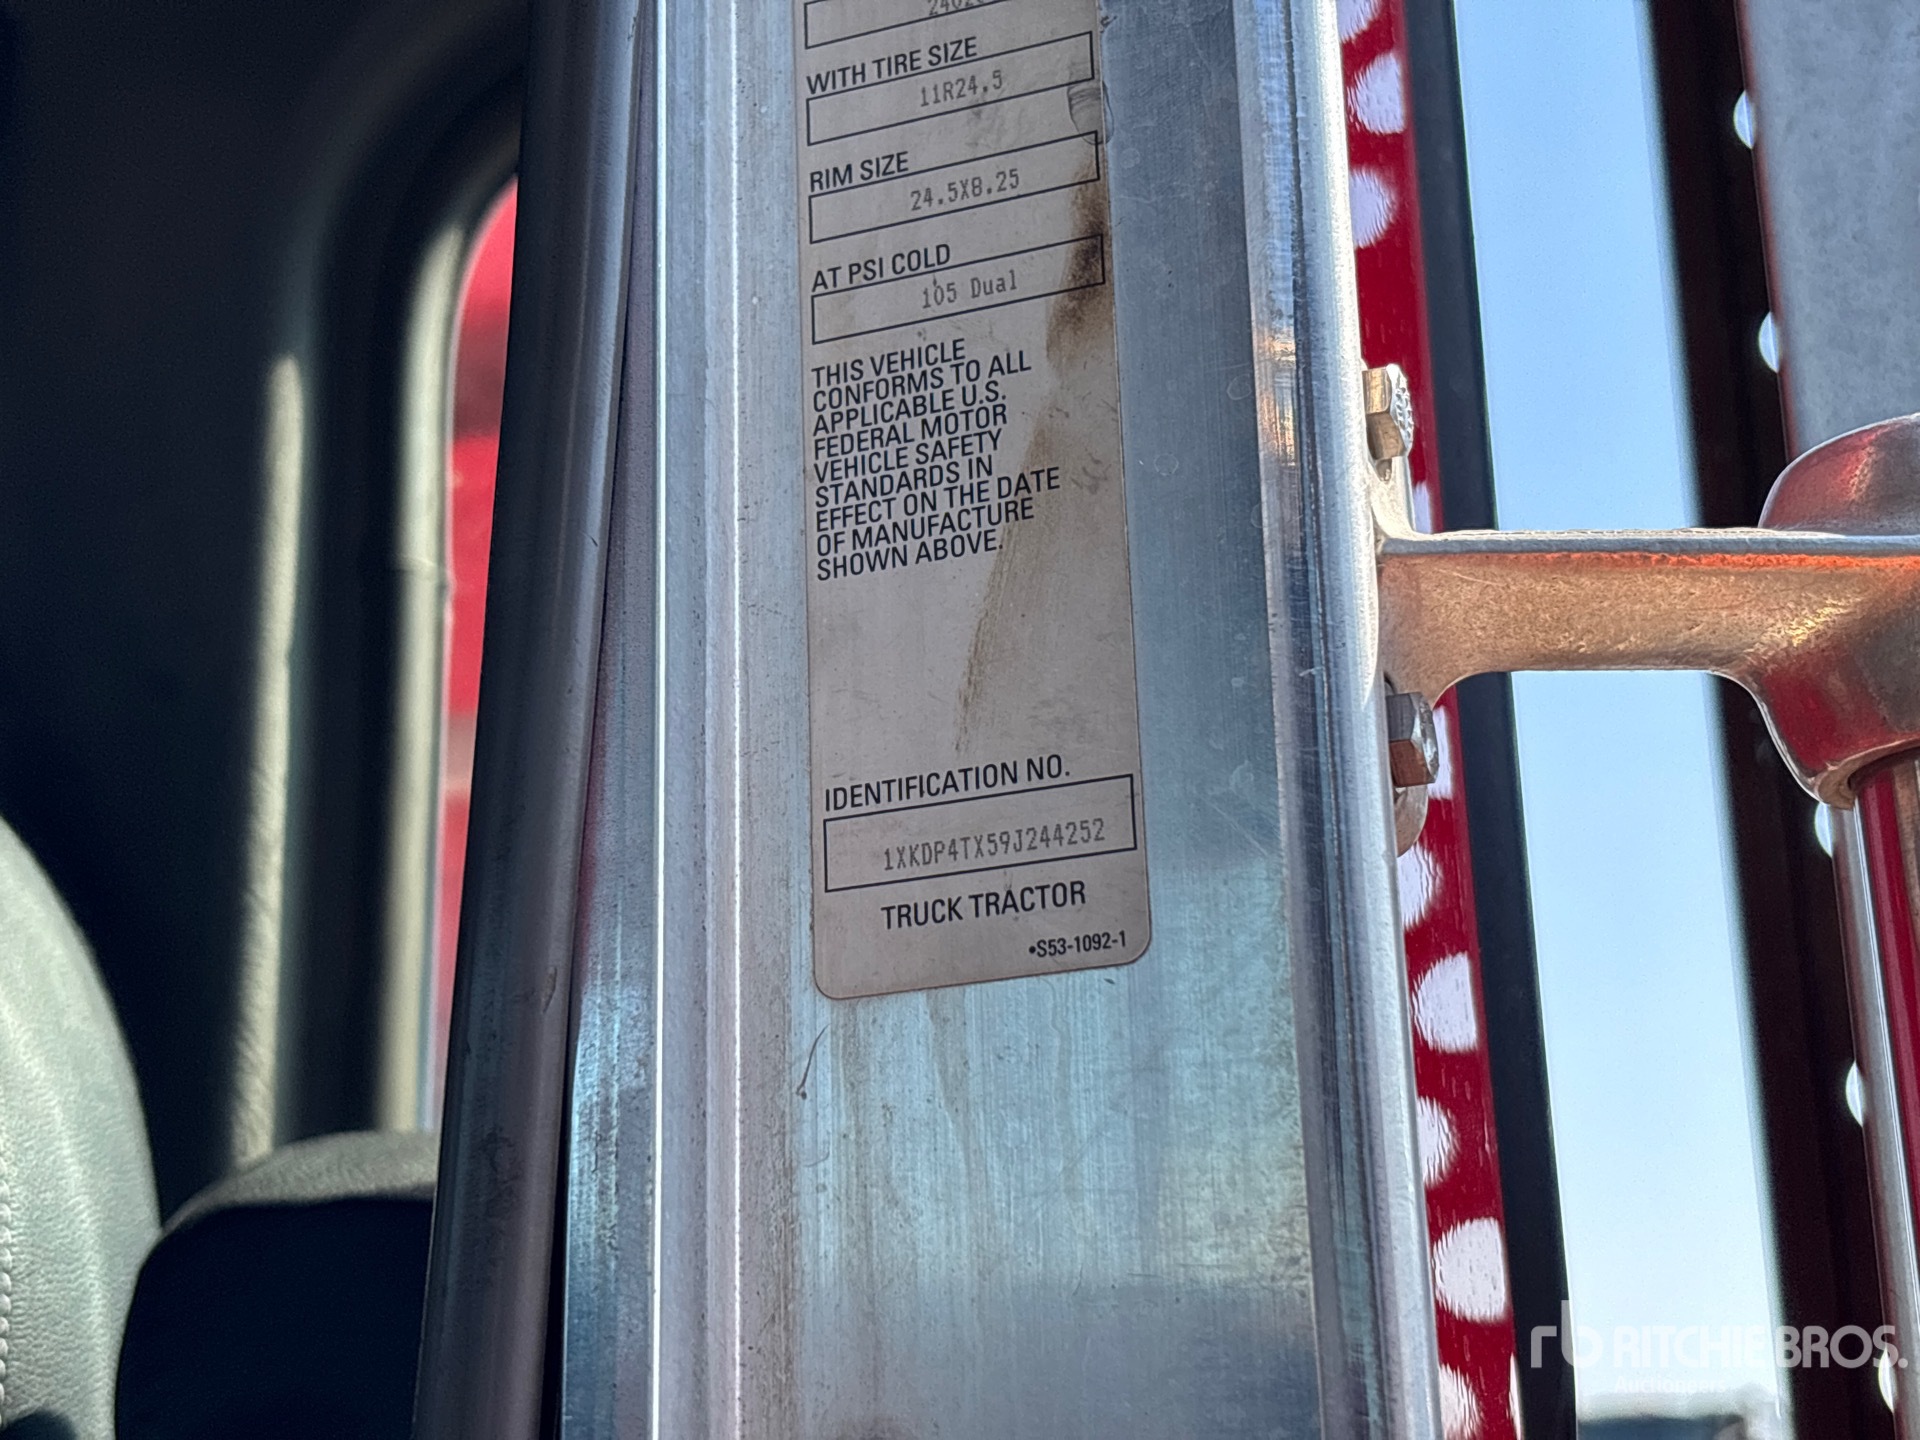 WITH TIRE SIZE
11R24.5
RIM SIZE
24.5X8.25
AT PSI COLD
105 Dual
THIS VEHICLE
CONFORMS TO ALL
APPLICABLE U.S.
FEDERAL MOTOR
VEHICLE SAFETY
STANDARDS IN
EFFECT ON THE DATE
OF MANUFACTURE
SHOWN ABOVE.
IDENTIFICATION NO.
1XKDP4TX59J244252
TRUCK TRACTOR
•S53-1092-1
rb RITCHIE BROS.
Auctioneers